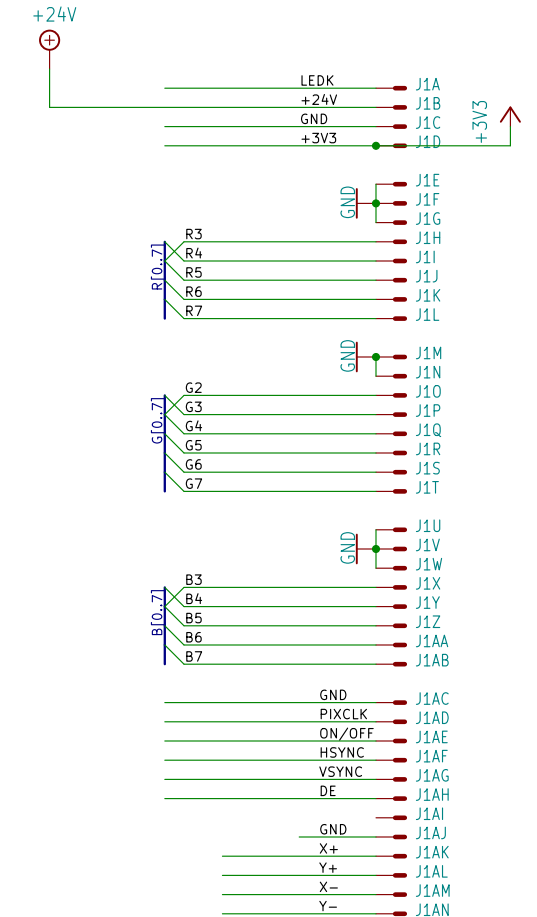 +24V
LEDK J1A
+24V J1B
GND J1C
+3V3 J1D
+3V3
J1E
GND J1F
J1G
R3 J1H
R4 J1I
R[0..7]
R5 J1J
R6 J1K
R7 J1L
GND J1M
J1N
G2 J1O
G3 J1P
G[0..7]
G4 J1Q
G5 J1R
G6 J1S
G7 J1T
J1U
GND J1V
J1W
B3 J1X
B4 J1Y
B[0..7]
B5 J1Z
B6 J1AA
B7 J1AB
GND J1AC
PIXCLK J1AD
ON/OFF J1AE
HSYNC J1AF
VSYNC J1AG
DE J1AH
J1AI
GND J1AJ
X+ J1AK
Y+ J1AL
X- J1AM
Y- J1AN